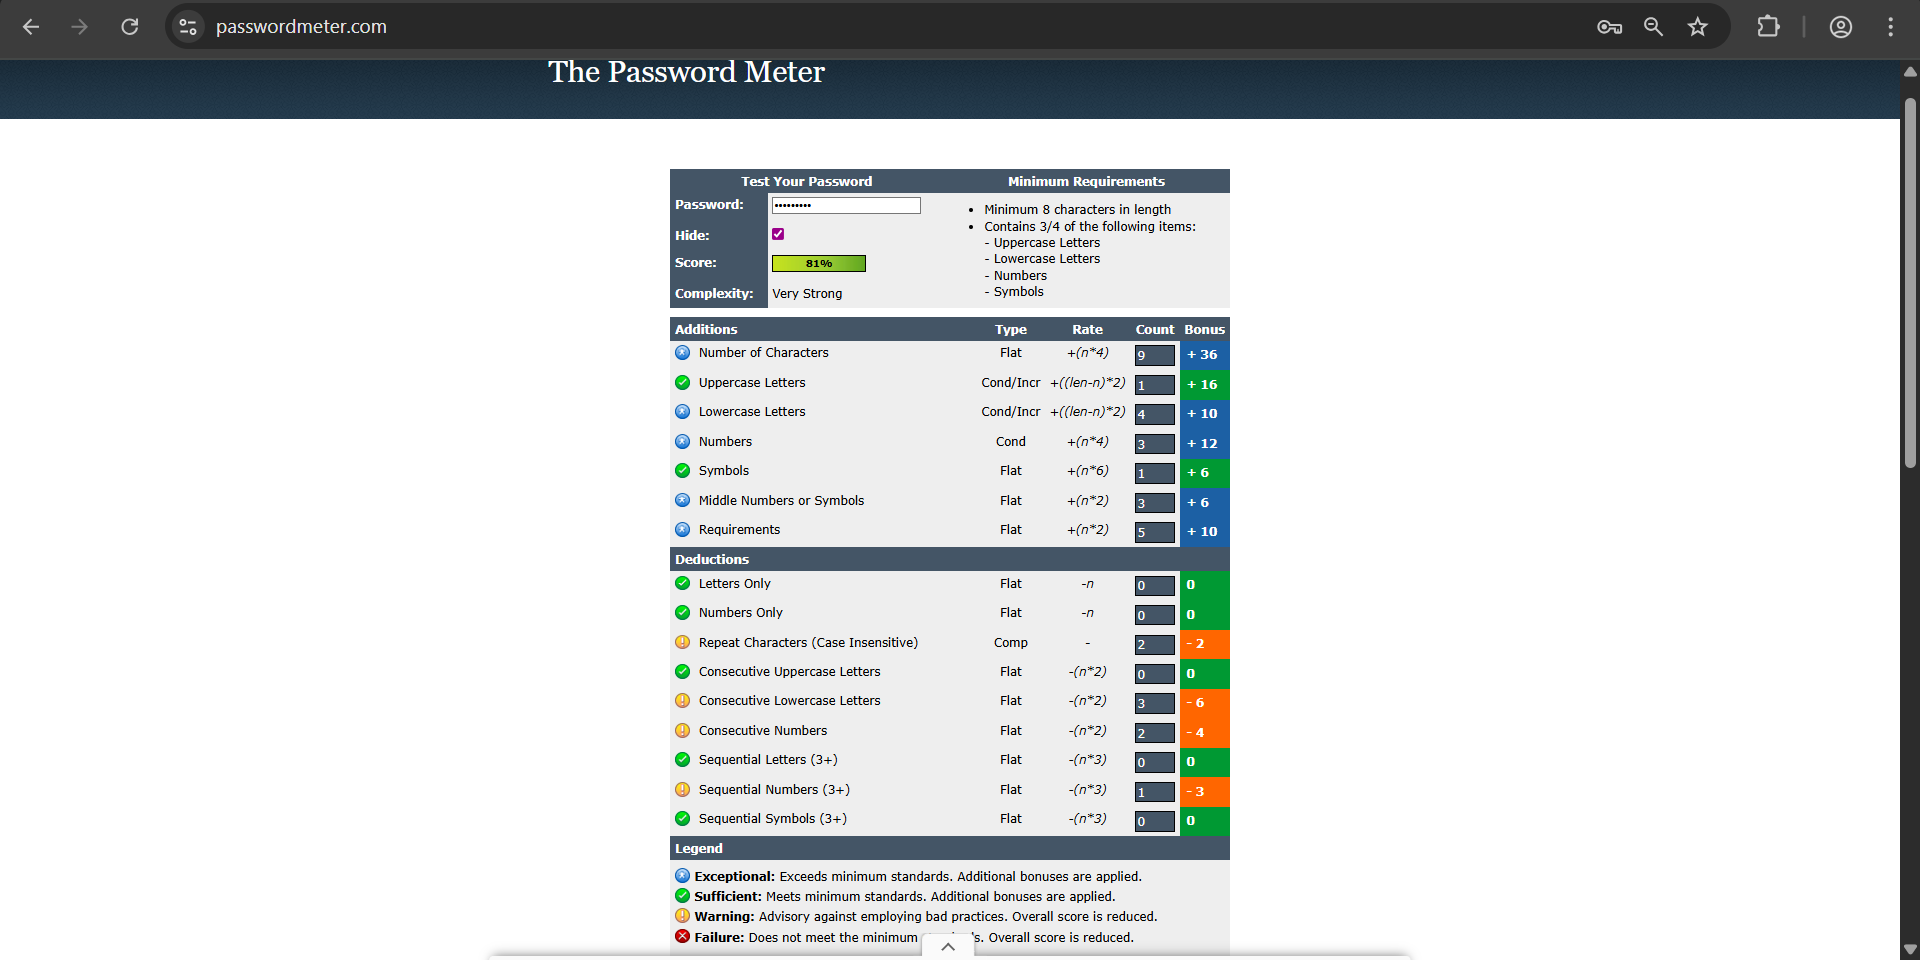 passwordmeter.com
The Password Meter
Test Your Password Minimum Requirements
Password: •••••••••
Hide:
Score: 81%
Complexity: Very Strong
• Minimum 8 characters in length
• Contains 3/4 of the following items:
- Uppercase Letters
- Lowercase Letters
- Numbers
- Symbols
Additions Type Rate Count Bonus
Number of Characters Flat +(n*4) 9 + 36
Uppercase Letters Cond/Incr +((len-n)*2) 1 + 16
Lowercase Letters Cond/Incr +((len-n)*2) 4 + 10
Numbers Cond +(n*4) 3 + 12
Symbols Flat +(n*6) 1 + 6
Middle Numbers or Symbols Flat +(n*2) 3 + 6
Requirements Flat +(n*2) 5 + 10
Deductions
Letters Only Flat -n 0 0
Numbers Only Flat -n 0 0
Repeat Characters (Case Insensitive) Comp - 2 - 2
Consecutive Uppercase Letters Flat -(n*2) 0 0
Consecutive Lowercase Letters Flat -(n*2) 3 - 6
Consecutive Numbers Flat -(n*2) 2 - 4
Sequential Letters (3+) Flat -(n*3) 0 0
Sequential Numbers (3+) Flat -(n*3) 1 - 3
Sequential Symbols (3+) Flat -(n*3) 0 0
Legend
Exceptional: Exceeds minimum standards. Additional bonuses are applied.
Sufficient: Meets minimum standards. Additional bonuses are applied.
Warning: Advisory against employing bad practices. Overall score is reduced.
Failure: Does not meet the minimum s. Overall score is reduced.